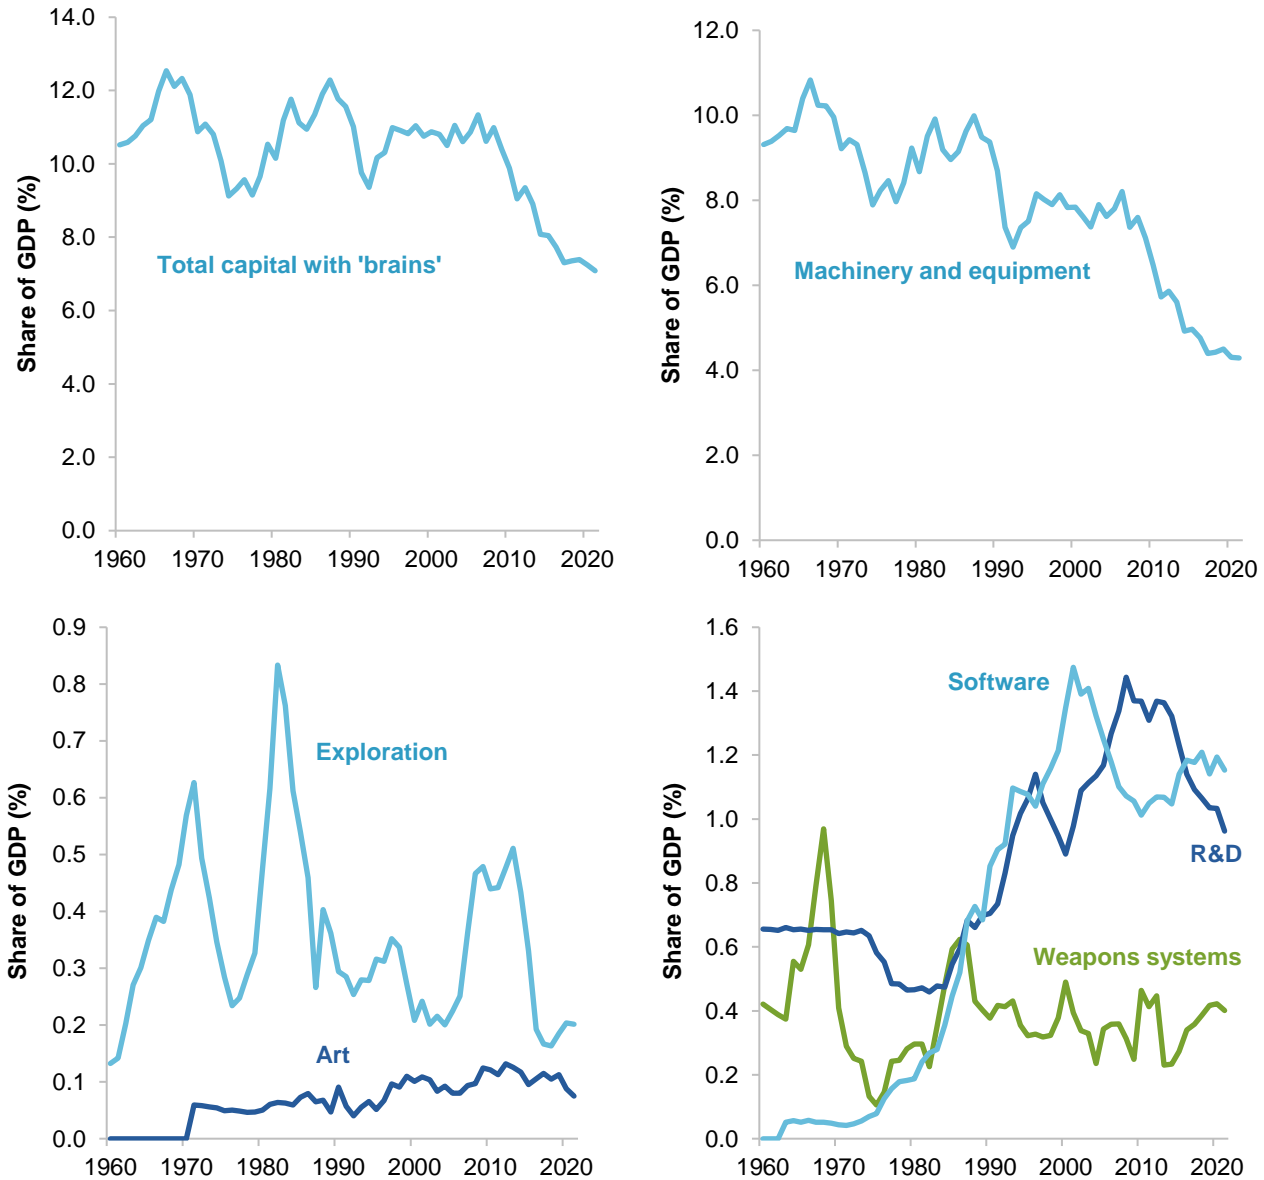 14.0
12.0
10.0
8.0
6.0
4.0
2.0
0.0
Share of GDP (%)
Total capital with 'brains'
1960 1970 1980 1990 2000 2010 2020
12.0
10.0
8.0
6.0
4.0
2.0
0.0
Share of GDP (%)
Machinery and equipment
1960 1970 1980 1990 2000 2010 2020
0.9
0.8
0.7
0.6
0.5
0.4
0.3
0.2
0.1
0.0
Share of GDP (%)
Exploration
Art
1960 1970 1980 1990 2000 2010 2020
1.6
1.4
1.2
1.0
0.8
0.6
0.4
0.2
0.0
Share of GDP (%)
Software
R&D
Weapons systems
1960 1970 1980 1990 2000 2010 2020